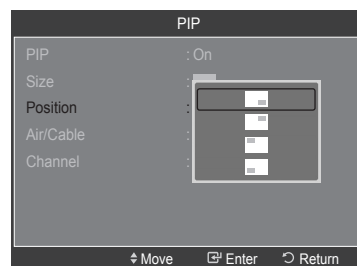 PIP
PIP : On
Size :
Position :
Air/Cable :
Channel :
Move Enter Return